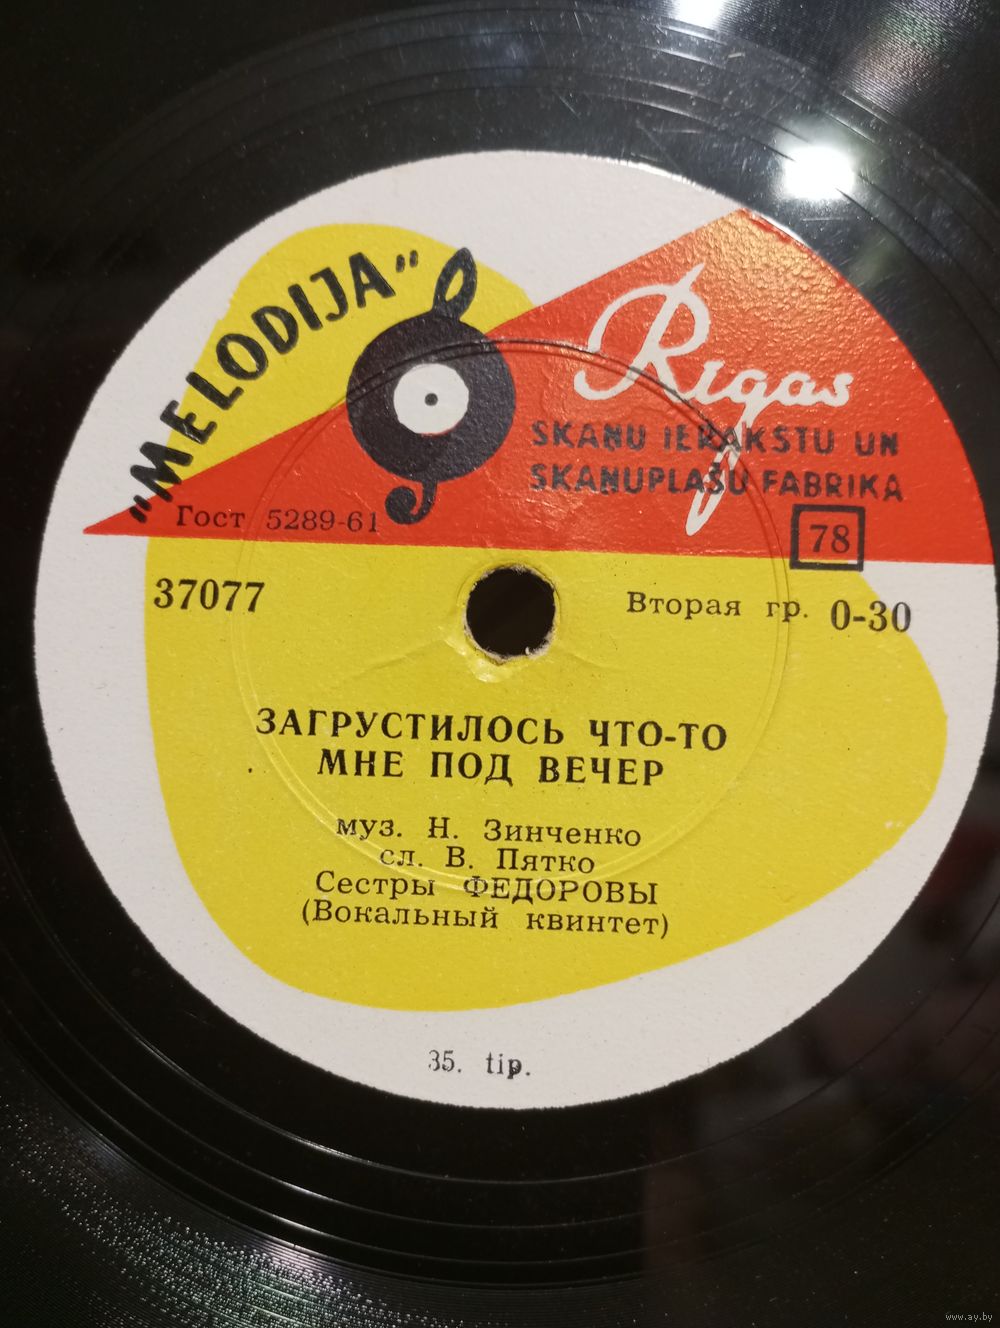 "MELODIJA"
Rīgas
SKAŅU IERAKSTU UN
SKAŅUPLAŠU FABRIKA
Гост 5289-61
78
37077
Вторая гр. 0-30
ЗАГРУСТИЛОСЬ ЧТО-ТО
МНЕ ПОД ВЕЧЕР
муз. Н. Зинченко
сл. В. Пятко
Сестры ФЕДОРОВЫ
(Вокальный квинтет)
35. tip.
www.ay.by